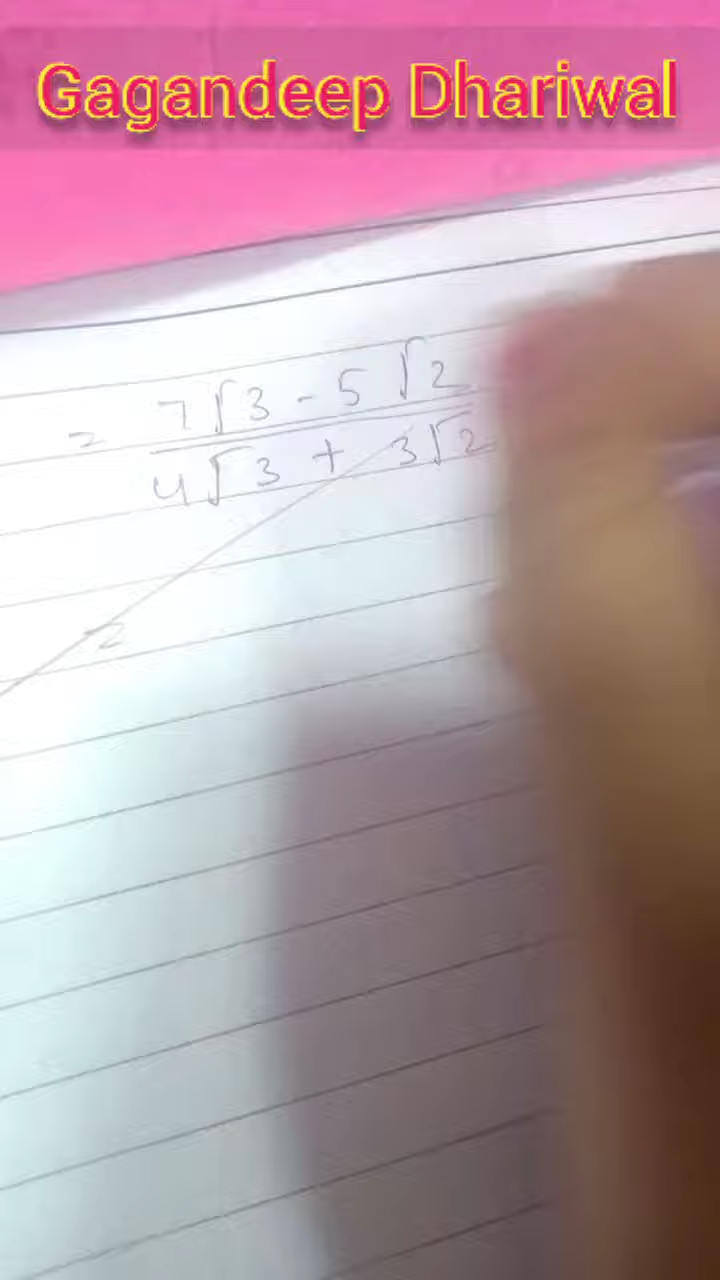 Gagandeep Dhariwal
= 7√3 - 5√2
4√3 + 3√2
=